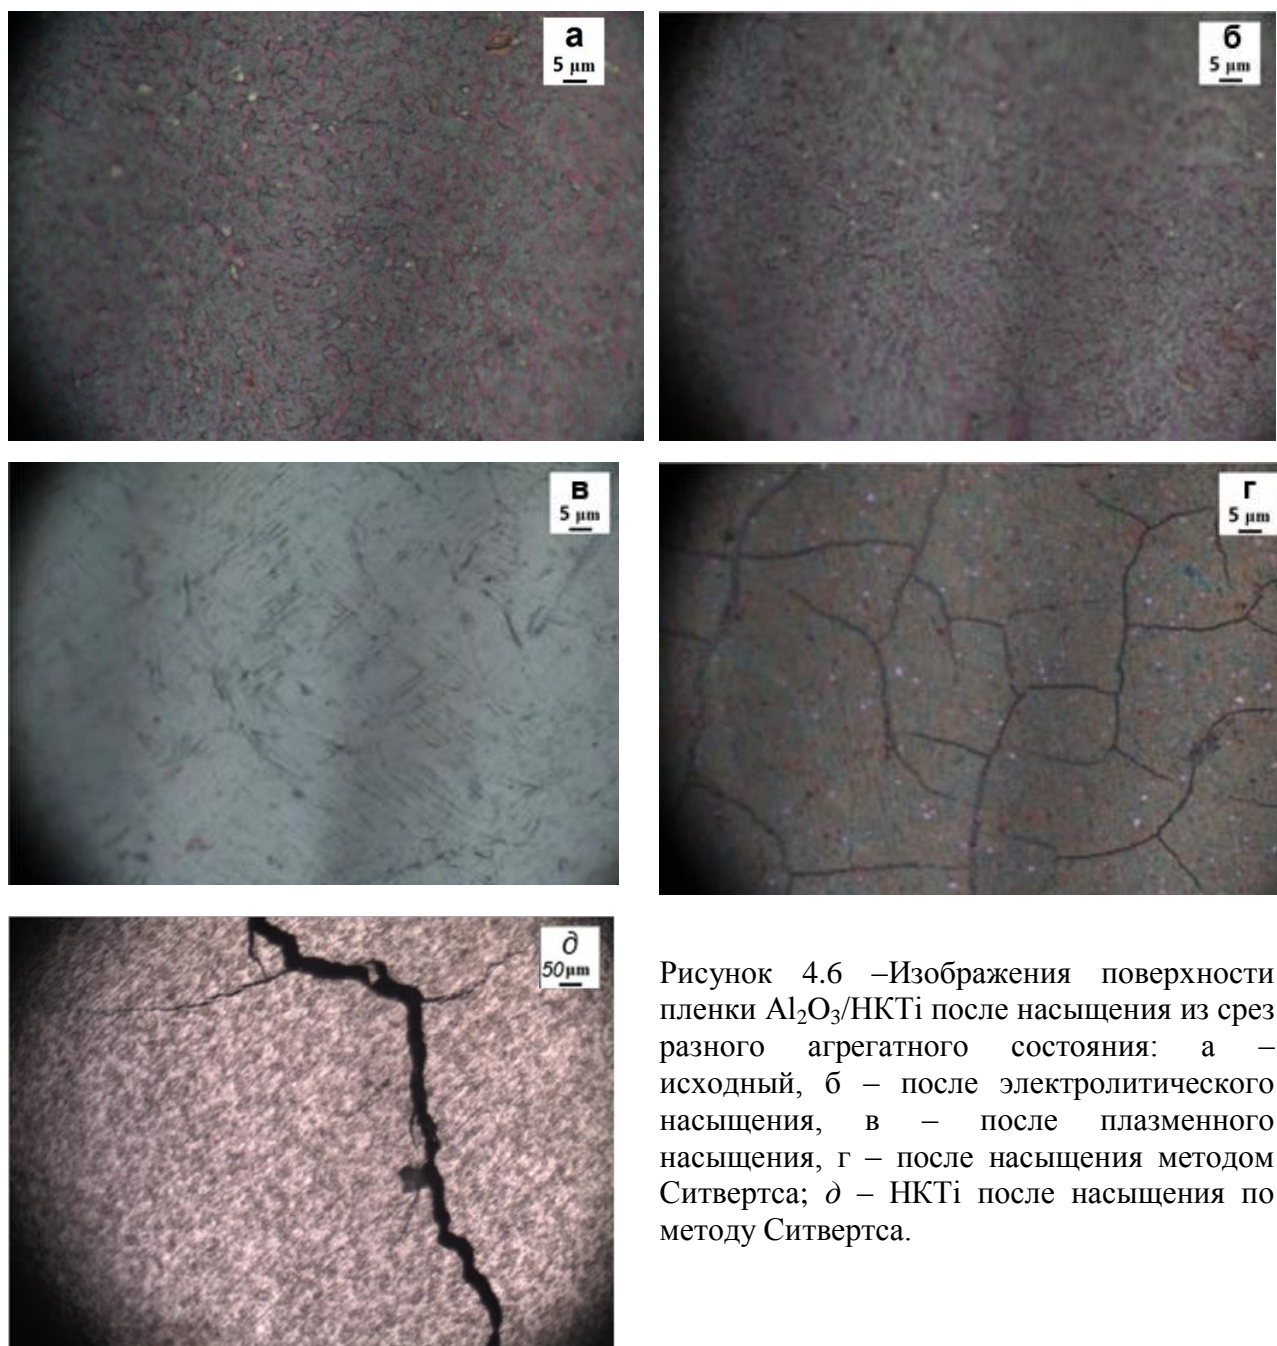 а
5 µm
б
5 µm
в
5 µm
г
5 µm
д
50µm
Рисунок 4.6 –Изображения поверхности
пленки Al₂O₃/НКТi после насыщения из срез
разного агрегатного состояния: а –
исходный, б – после электролитического
насыщения, в – после плазменного
насыщения, г – после насыщения методом
Ситвертса; д – НКТi после насыщения по
методу Ситвертса.